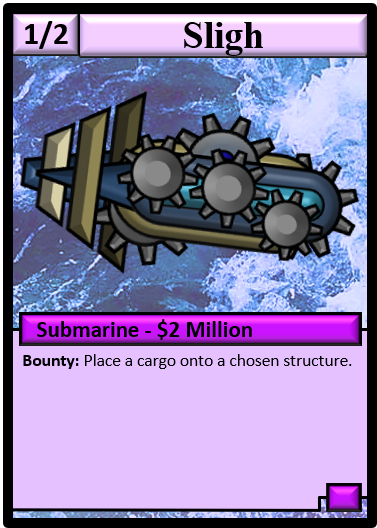 1/2 Sligh
Submarine - $2 Million
Bounty: Place a cargo onto a chosen structure.